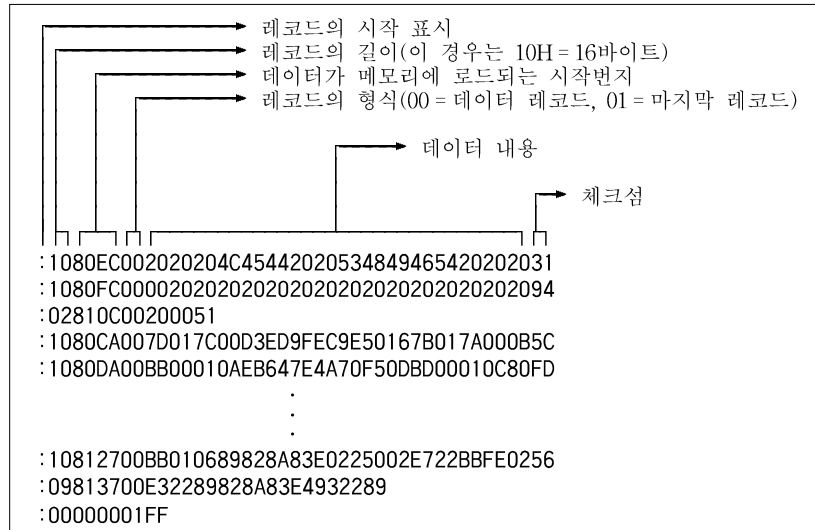 레코드의 시작 표시
레코드의 길이(이 경우는 10H = 16바이트)
데이터가 메모리에 로드되는 시작번지
레코드의 형식(00 = 데이터 레코드, 01 = 마지막 레코드)
데이터 내용
체크섬
:1080EC002020204C45442020534849465420202031
:1080FC000020202020202020202020202020202094
:02810C00200051
:1080CA007D017C00D3ED9FEC9E50167B017A000B5C
:1080DA00BB00010AEB647E4A70F50DBD00010C80FD
.
.
.
:10812700BB010689828A83E0225002E722BBFE0256
:09813700E32289828A83E4932289
:00000001FF